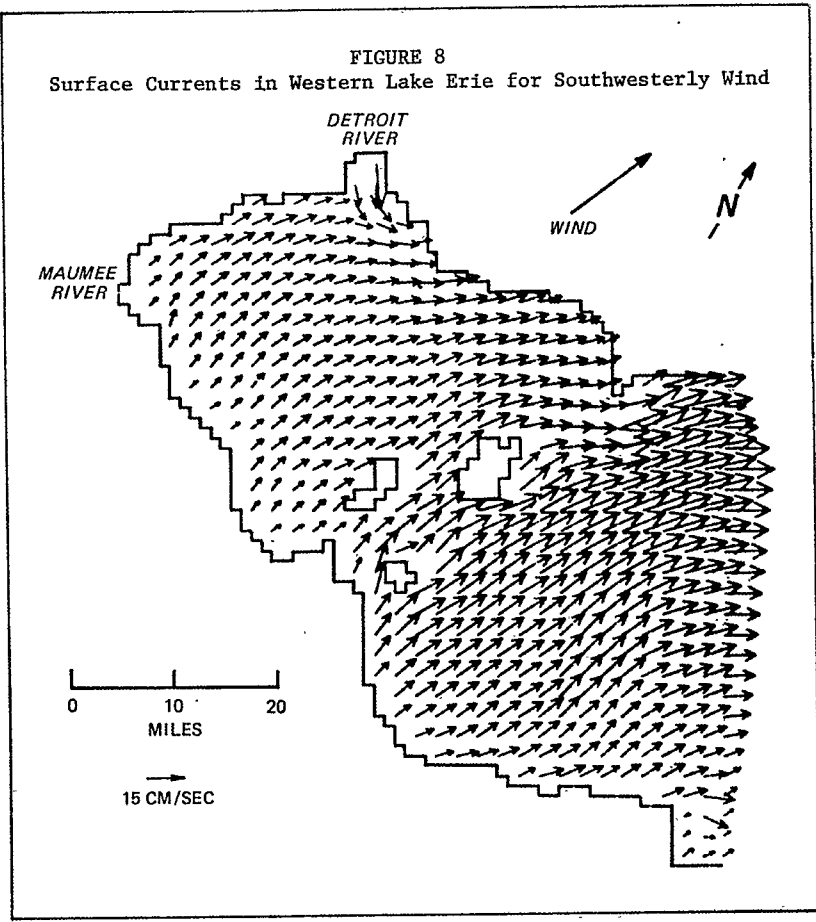 FIGURE 8
Surface Currents in Western Lake Erie for Southwesterly Wind
DETROIT
RIVER
WIND
N
MAUMEE
RIVER
0 10 20
MILES
15 CM/SEC